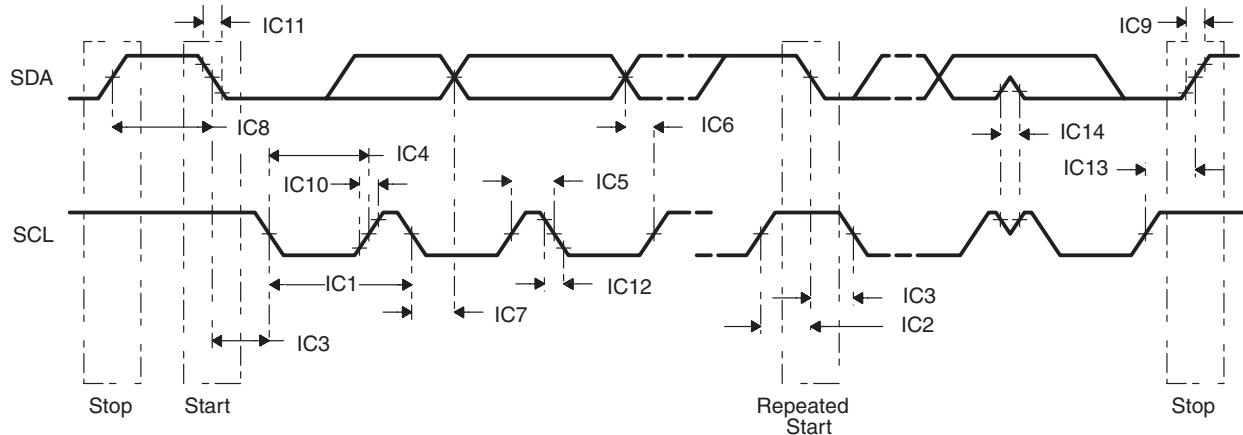 IC11
IC9
SDA
IC8
IC6
IC14
IC4
IC10
IC5
IC13
SCL
IC1
IC12
IC7
IC3
IC3
IC2
Stop
Start
Repeated
Start
Stop